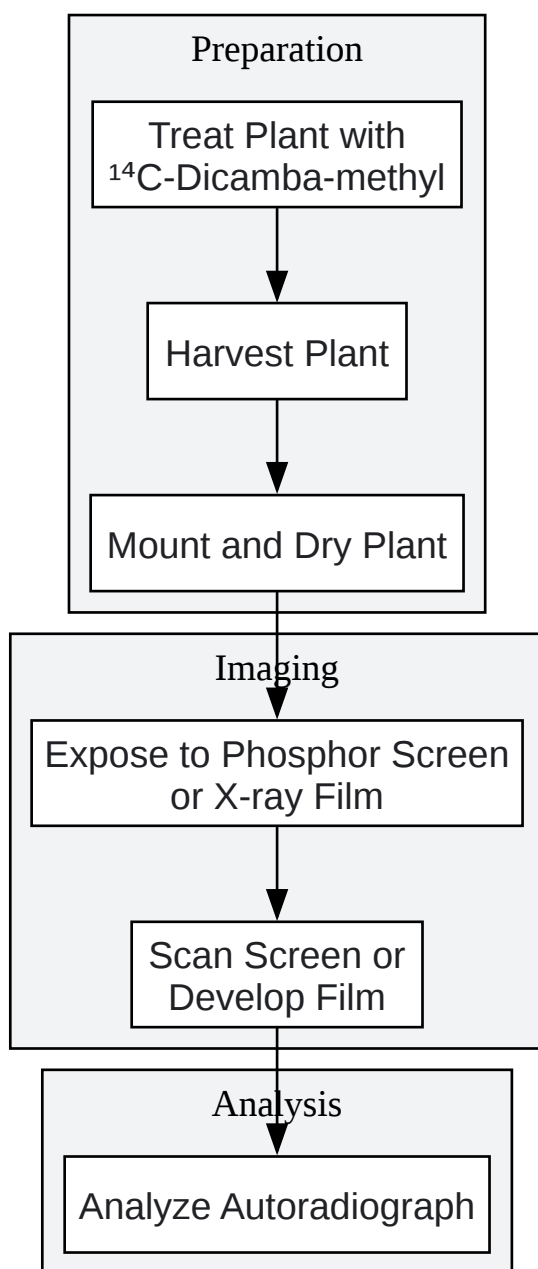 Preparation
Treat Plant with
¹⁴C-Dicamba-methyl
Harvest Plant
Mount and Dry Plant
Imaging
Expose to Phosphor Screen
or X-ray Film
Scan Screen or
Develop Film
Analysis
Analyze Autoradiograph